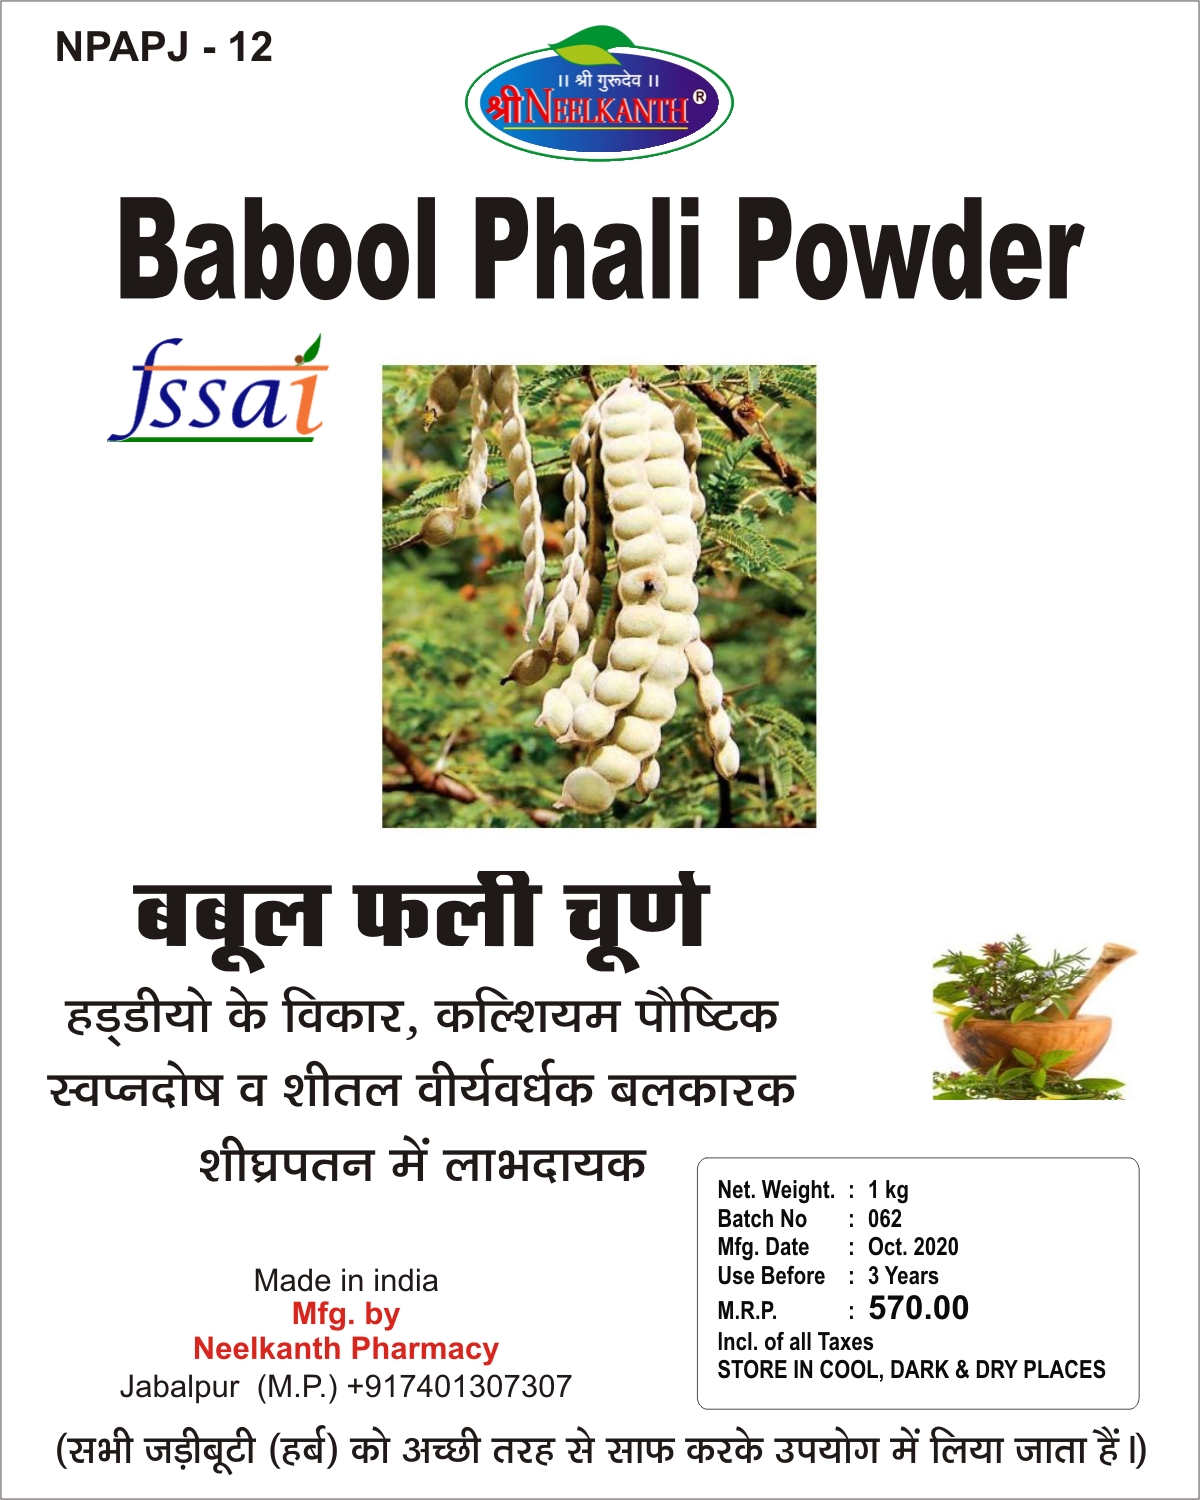 NPAPJ - 12
।। श्री गुरूदेव ।।
श्री NEELKANTH ®
Babool Phali Powder
fssai
बबूल फली चूर्ण
हड्डीयो के विकार, कल्शियम पौष्टिक
स्वप्नदोष व शीतल वीर्यवर्धक बलकारक
शीघ्रपतन में लाभदायक
Net. Weight. : 1 kg
Batch No : 062
Mfg. Date : Oct. 2020
Use Before : 3 Years
M.R.P. : 570.00
Incl. of all Taxes
STORE IN COOL, DARK & DRY PLACES
Made in india
Mfg. by
Neelkanth Pharmacy
Jabalpur (M.P.) +917401307307
(सभी जड़ीबूटी (हर्ब) को अच्छी तरह से साफ करके उपयोग में लिया जाता हैं।)